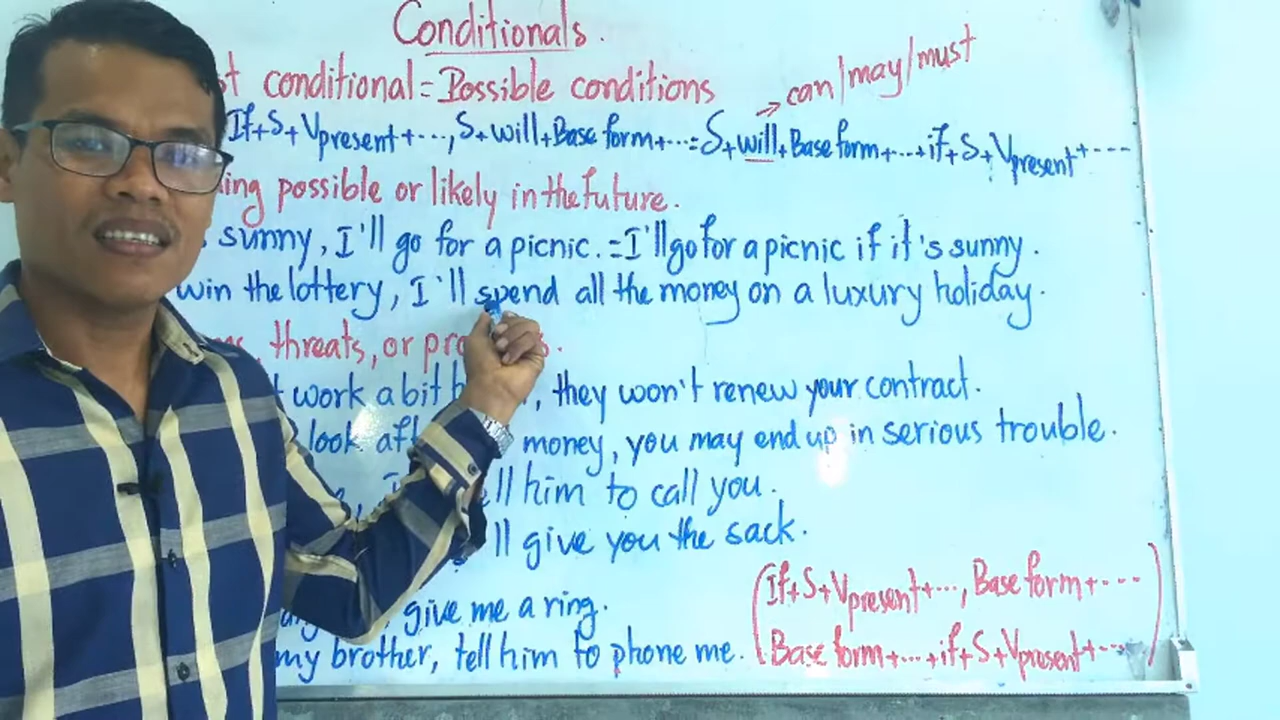 Conditionals.
conditional = Possible conditions → can/may/must
If+S+Vpresent+..., S+will+Base form+...=S+will+Base form+...+if+S+Vpresent+---
possible or likely in the future.
sunny, I'll go for a picnic. = I'll go for a picnic if it's sunny.
win the lottery, I'll spend all the money on a luxury holiday.
threats, or
work a bit , they won't renew your contract.
look money, you may end up in serious trouble.
him to call you.
'll give you the sack.
(If+S+Vpresent+..., Base form+---
give me a ring.
my brother, tell him to phone me.
Base form+...+if+S+Vpresent+---)